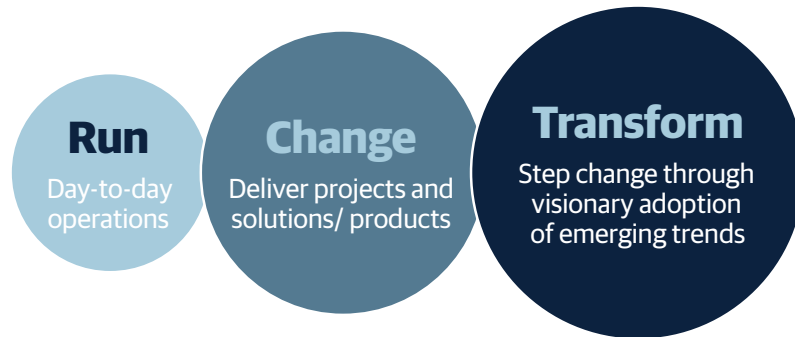 Run
Day-to-day
operations
Change
Deliver projects and
solutions/ products
Transform
Step change through
visionary adoption
of emerging trends